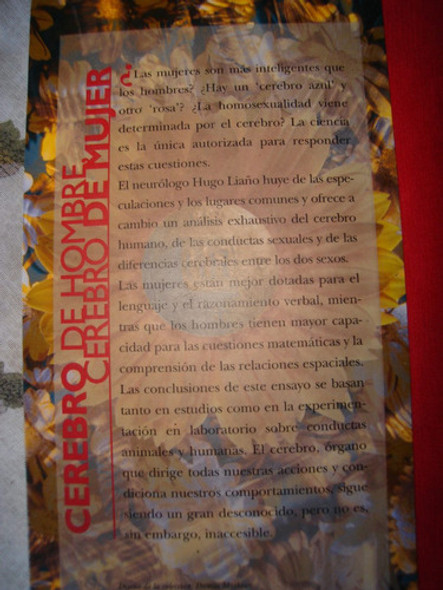 CEREBRO DE HOMBRE
CEREBRO DE MUJER
¿Las mujeres son más inteligentes que
los hombres? ¿Hay un ‘cerebro azul’ y
otro ‘rosa’? ¿La homosexualidad viene
determinada por el cerebro? La ciencia
es la única autorizada para responder
estas cuestiones.
El neurólogo Hugo Liaño huye de las espe-
culaciones y los lugares comunes y ofrece a
cambio un análisis exhaustivo del cerebro
humano, de las conductas sexuales y de las
diferencias cerebrales entre los dos sexos.
Las mujeres están mejor dotadas para el
lenguaje y el razonamiento verbal, mien-
tras que los hombres tienen mayor capa-
cidad para las cuestiones matemáticas y la
comprensión de las relaciones espaciales.
Las conclusiones de este ensayo se basan
tanto en estudios como en la experimen-
tación en laboratorio sobre conductas
animales y humanas. El cerebro, órgano
que dirige todas nuestras acciones y con-
diciona nuestros comportamientos, sigue
siendo un gran desconocido, pero no es,
sin embargo, inaccesible.